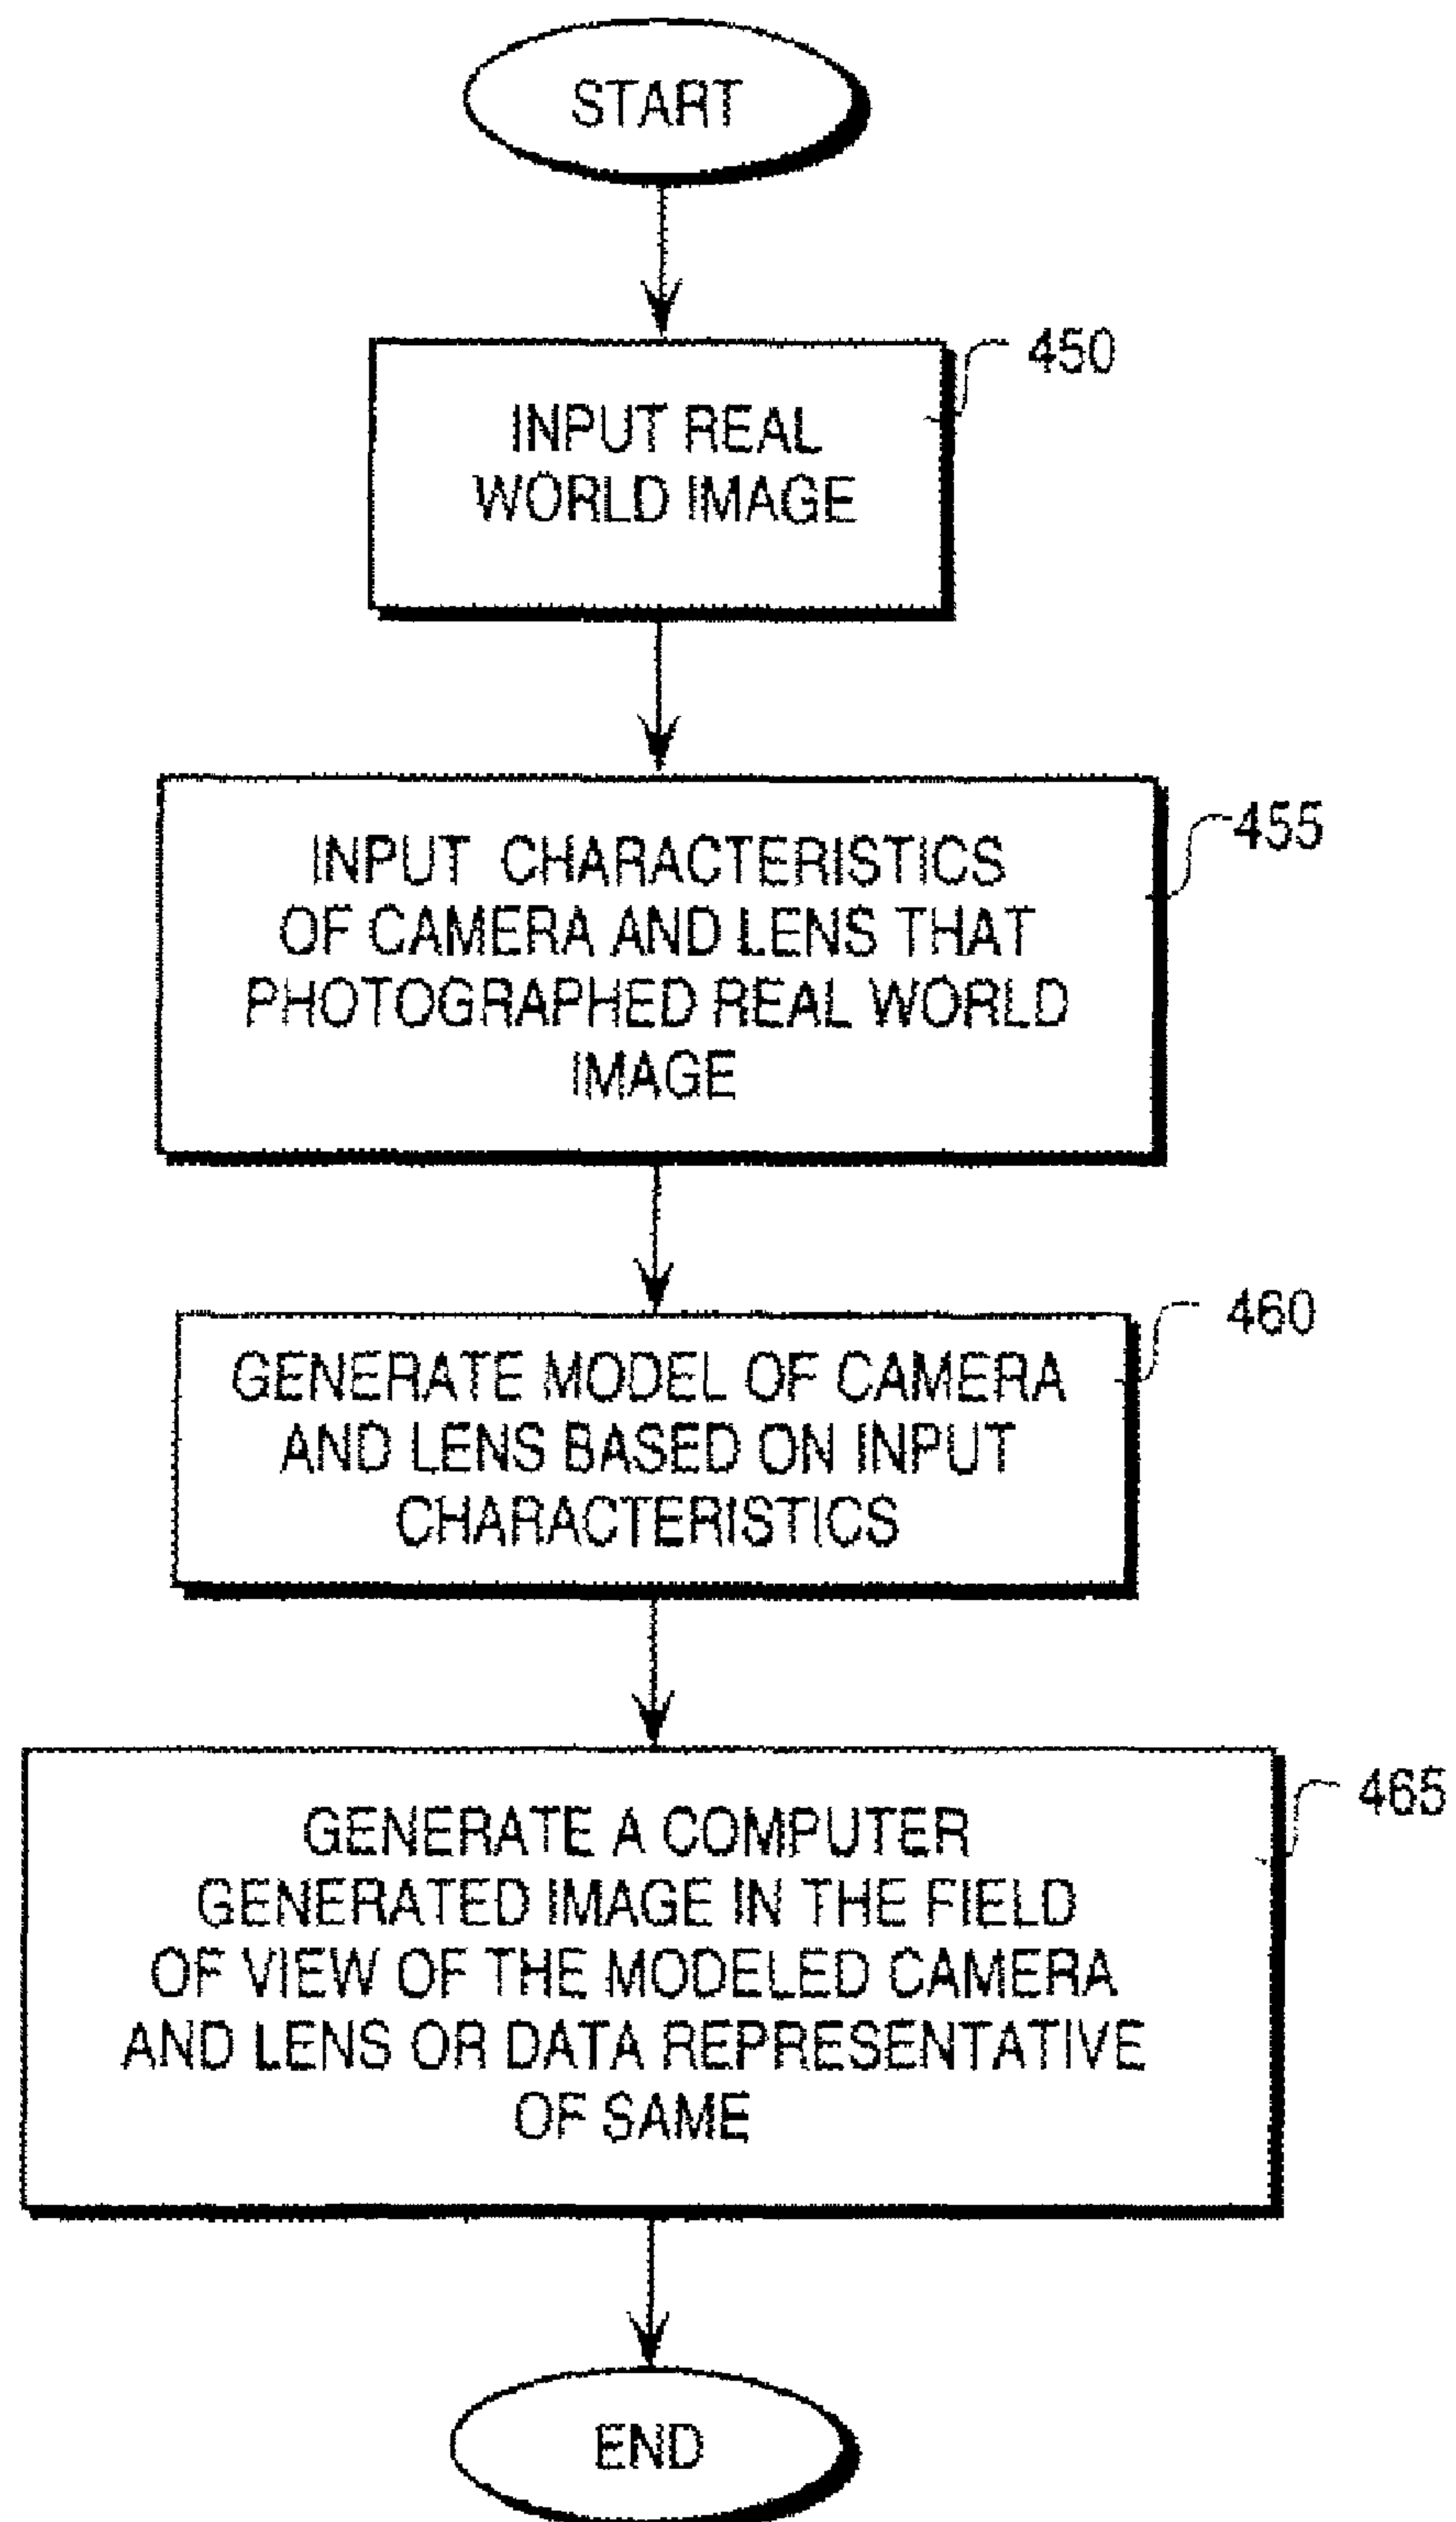 START
450
INPUT REAL
WORLD IMAGE
455
INPUT CHARACTERISTICS
OF CAMERA AND LENS THAT
PHOTOGRAPHED REAL WORLD
IMAGE
460
GENERATE MODEL OF CAMERA
AND LENS BASED ON INPUT
CHARACTERISTICS
465
GENERATE A COMPUTER
GENERATED IMAGE IN THE FIELD
OF VIEW OF THE MODELED CAMERA
AND LENS OR DATA REPRESENTATIVE
OF SAME
END